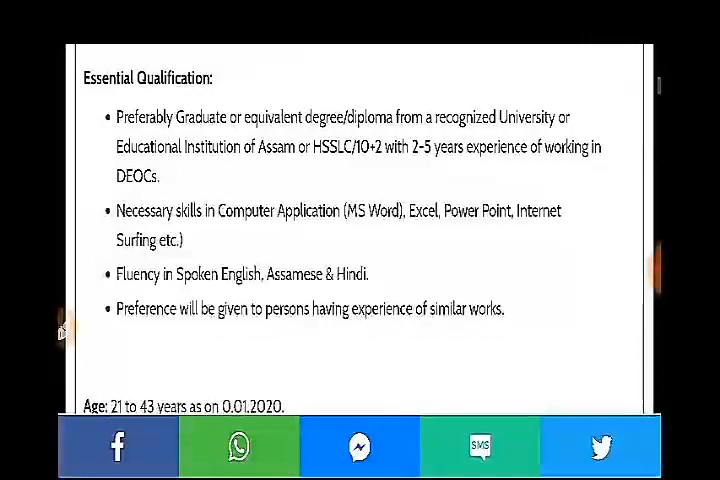 Essential Qualification:
• Preferably Graduate or equivalent degree/diploma from a recognized University or
Educational Institution of Assam or HSSLC/10+2 with 2-5 years experience of working in
DEOCs.
• Necessary skills in Computer Application (MS Word), Excel, Power Point, Internet
Surfing etc.)
• Fluency in Spoken English, Assamese & Hindi.
• Preference will be given to persons having experience of similar works.
Age: 21 to 43 years as on 0.01.2020.
SMS